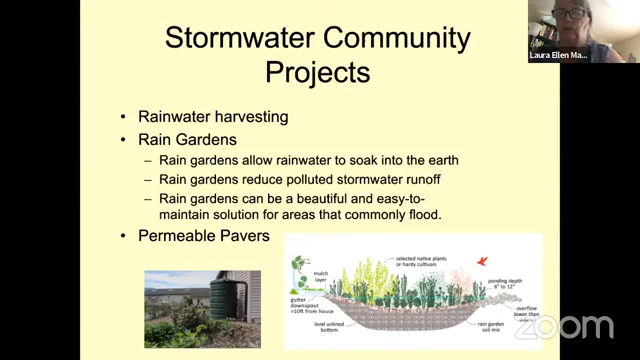 Stormwater Community
Projects
Laura Ellen Ma...
• Rainwater harvesting
• Rain Gardens
– Rain gardens allow rainwater to soak into the earth
– Rain gardens reduce polluted stormwater runoff
– Rain gardens can be a beautiful and easy-to-
maintain solution for areas that commonly flood.
• Permeable Pavers
selected native plants
or hardy cultivars
mulch
layer
ponding depth
6" to 12"
gutter
downspout
>10ft from house
overflow
lower than
level unlined
bottom
rain garden
soil mix
zoom